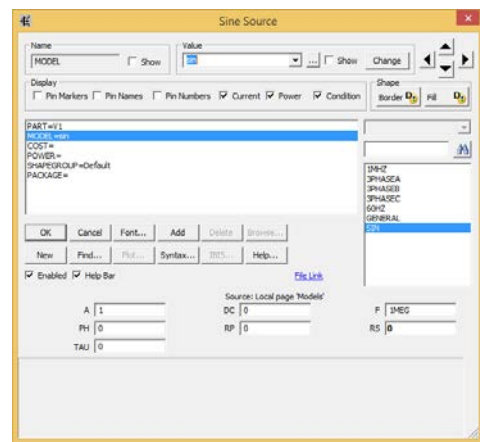 Sine Source
Name
Value
MODEL
Show
sin
...
Show
Change
Display
Pin Markers
Pin Names
Pin Numbers
Current
Power
Condition
Shape
Border
Fill
PART=V1
MODEL=sin
COST=
POWER=
SHAPEGROUP=Default
PACKAGE=
1MHZ
3PHASEA
3PHASEB
3PHASEC
60HZ
GENERAL
SIN
OK
Cancel
Font...
Add
Delete
Browse...
New
Find...
Plot...
Syntax...
IBIS...
Help...
Enabled
Help Bar
File Link
Source: Local page 'Models'
A 1
DC 0
F 1MEG
PH 0
RP 0
RS 0
TAU 0